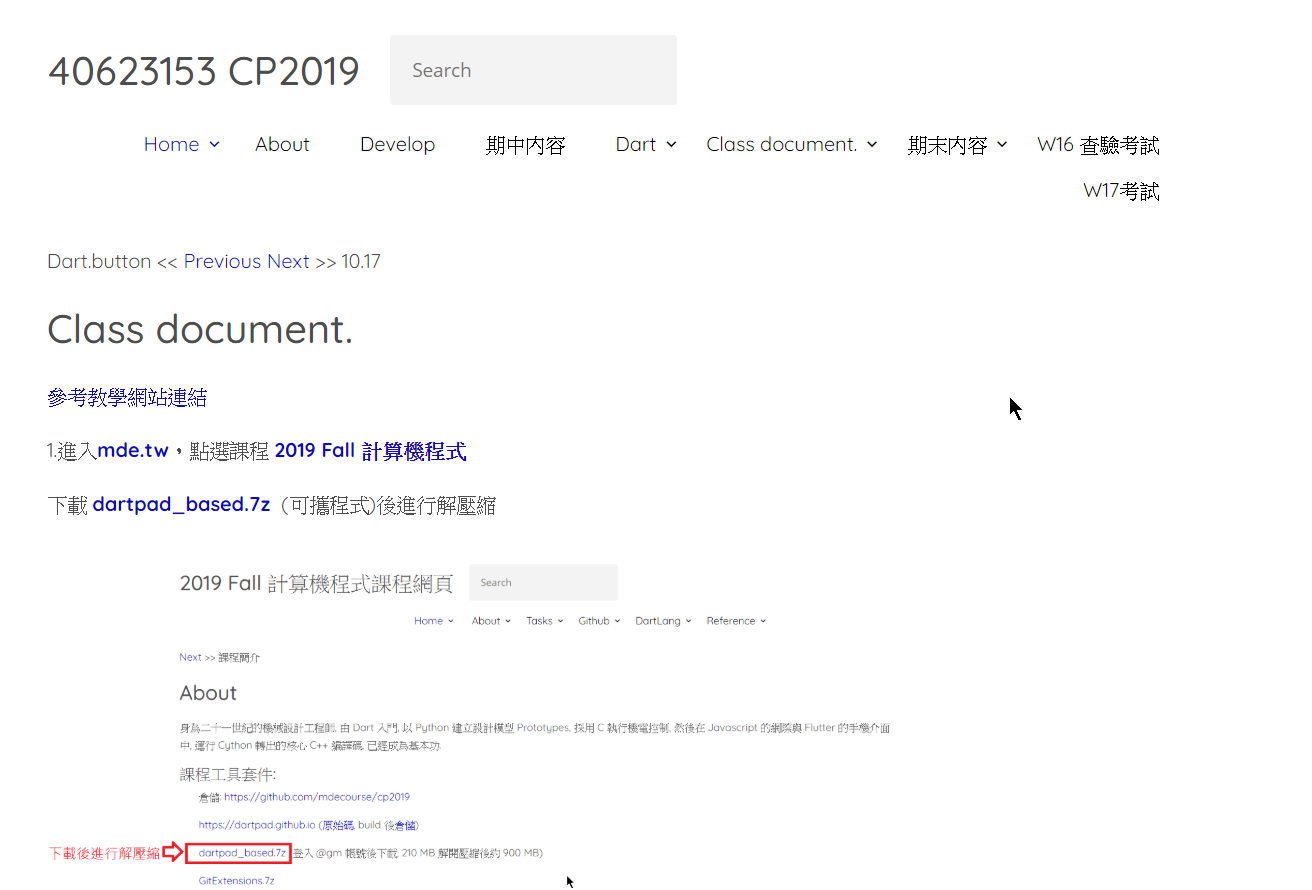 40623153 CP2019
Search
Home About Develop 期中內容 Dart Class document. 期末內容 W16 查驗考試
W17考試
Dart.button << Previous Next >> 10.17
Class document.
參考教學網站連結
1.進入mde.tw，點選課程 2019 Fall 計算機程式
下載 dartpad_based.7z (可攜程式)後進行解壓縮
2019 Fall 計算機程式課程網頁
Search
Home About Tasks Github DartLang Reference
Next >> 課程簡介
About
身為二十一世紀的機械設計工程師, 由 Dart 入門, 以 Python 建立設計模型 Prototypes, 採用 C 執行機電控制, 然後在 Javascript 的網際與 Flutter 的手機介面
中, 運行 Cython 轉出的核心 C++ 編譯碼, 已經成為基本功.
課程工具套件:
倉儲: https://github.com/mdecourse/cp2019
https://dartpad.github.io (原始碼, build 後倉儲)
下載後進行解壓縮 dartpad_based.7z 登入 @gm 帳號後下載, 210 MB 解開壓縮後約 900 MB)
GitExtensions.7z